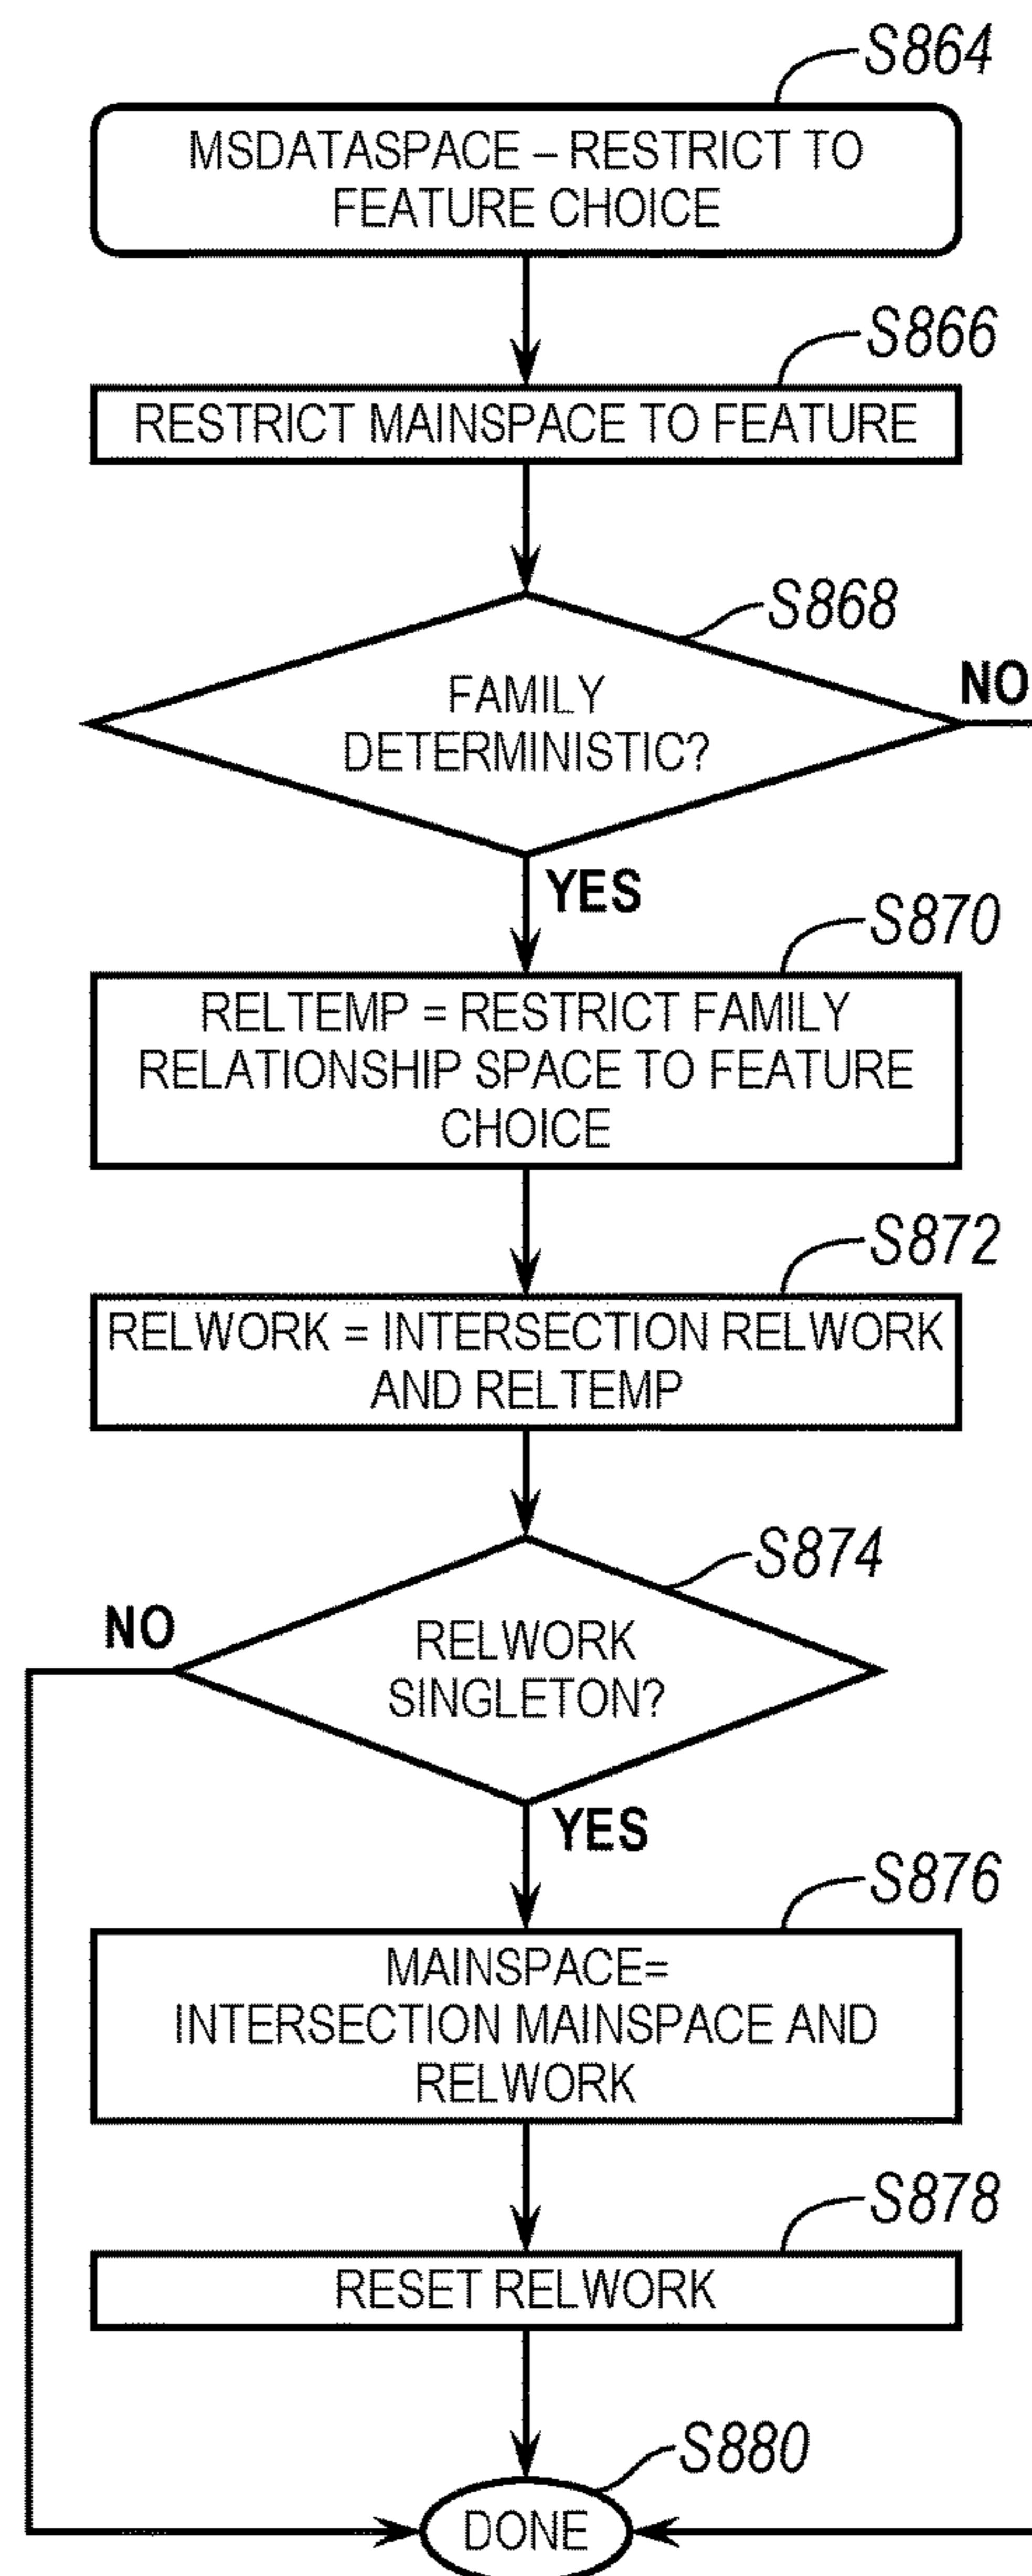 S864
MSDATASPACE – RESTRICT TO
FEATURE CHOICE
S866
RESTRICT MAINSPACE TO FEATURE
S868
FAMILY
DETERMINISTIC?
NO
YES
S870
RELTEMP = RESTRICT FAMILY
RELATIONSHIP SPACE TO FEATURE
CHOICE
S872
RELWORK = INTERSECTION RELWORK
AND RELTEMP
S874
NO
RELWORK
SINGLETON?
YES
S876
MAINSPACE=
INTERSECTION MAINSPACE AND
RELWORK
S878
RESET RELWORK
S880
DONE